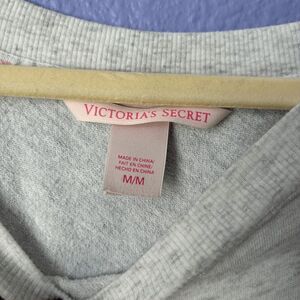 VICTORIA'S SECRET
MADE IN CHINA/
FAIT EN CHINE/
HECHO EN CHINA
M/M